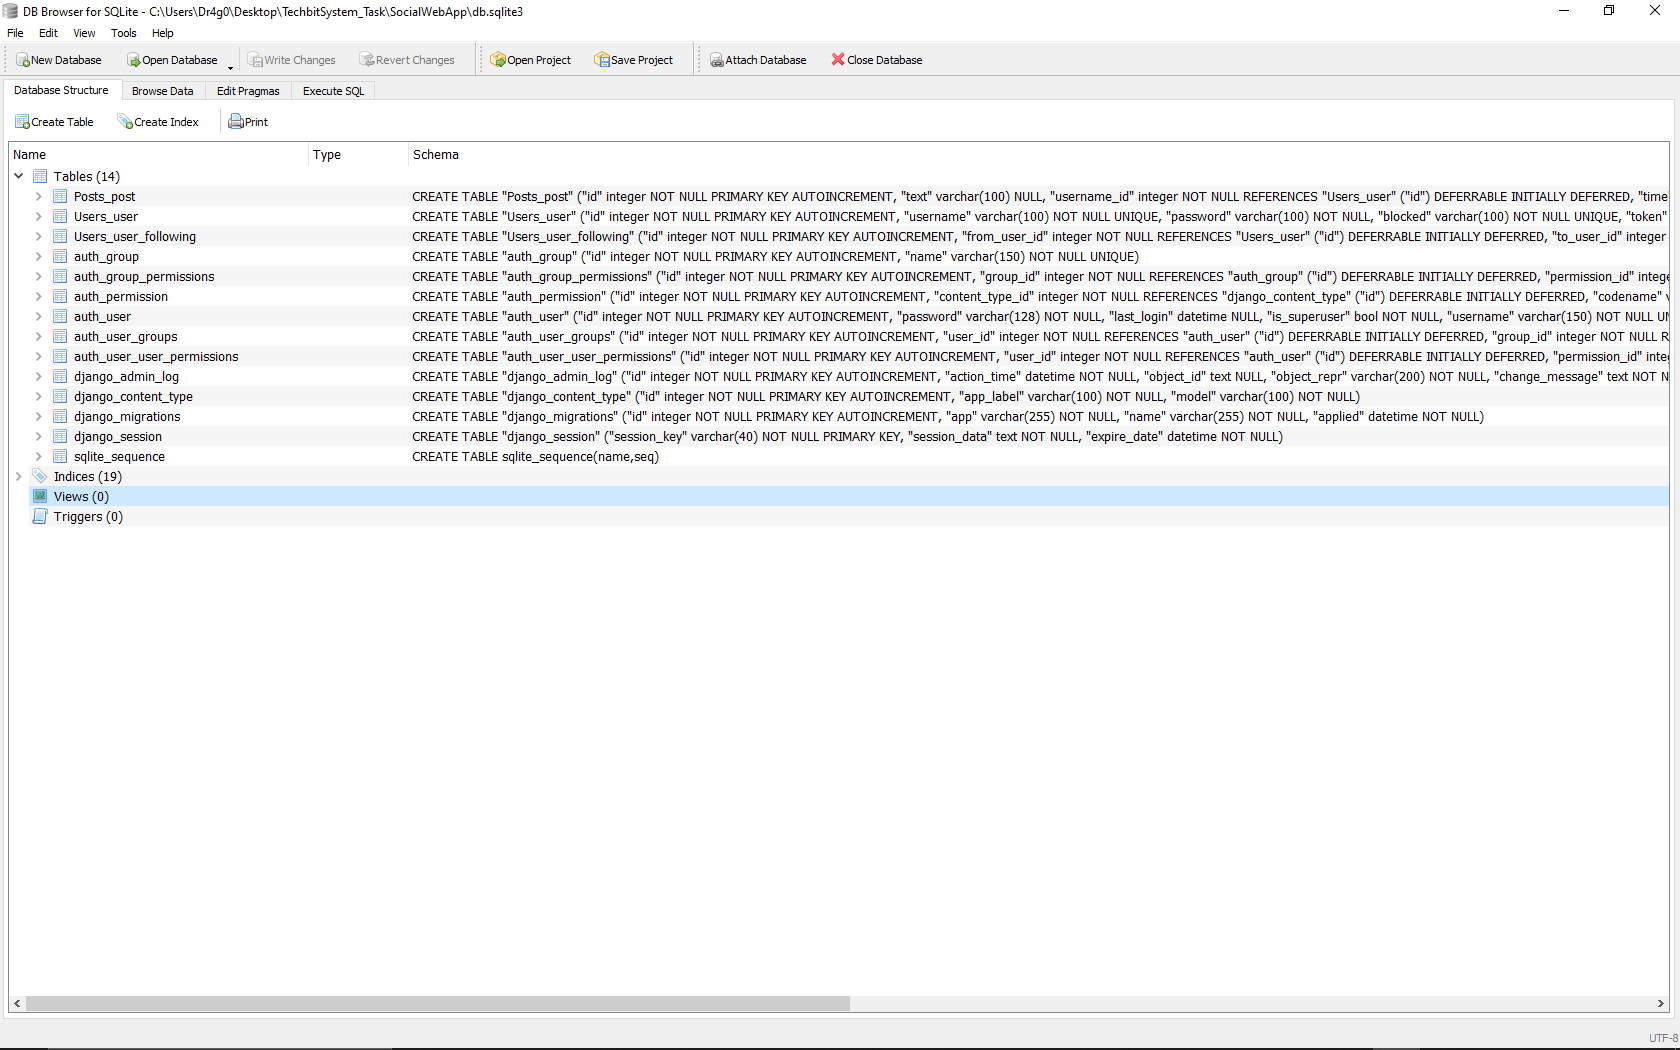 DB Browser for SQLite - C:\Users\Dr4g0\Desktop\TechbitSystem_Task\SocialWebApp\db.sqlite3
File Edit View Tools Help
New Database Open Database Write Changes Revert Changes Open Project Save Project Attach Database Close Database
Database Structure Browse Data Edit Pragmas Execute SQL
Create Table Create Index Print
Name Type Schema
Tables (14)
Posts_post CREATE TABLE "Posts_post" ("id" integer NOT NULL PRIMARY KEY AUTOINCREMENT, "text" varchar(100) NULL, "username_id" integer NOT NULL REFERENCES "Users_user" ("id") DEFERRABLE INITIALLY DEFERRED, "time"
Users_user CREATE TABLE "Users_user" ("id" integer NOT NULL PRIMARY KEY AUTOINCREMENT, "username" varchar(100) NOT NULL UNIQUE, "password" varchar(100) NOT NULL, "blocked" varchar(100) NOT NULL UNIQUE, "token"
Users_user_following CREATE TABLE "Users_user_following" ("id" integer NOT NULL PRIMARY KEY AUTOINCREMENT, "from_user_id" integer NOT NULL REFERENCES "Users_user" ("id") DEFERRABLE INITIALLY DEFERRED, "to_user_id" integer
auth_group CREATE TABLE "auth_group" ("id" integer NOT NULL PRIMARY KEY AUTOINCREMENT, "name" varchar(150) NOT NULL UNIQUE)
auth_group_permissions CREATE TABLE "auth_group_permissions" ("id" integer NOT NULL PRIMARY KEY AUTOINCREMENT, "group_id" integer NOT NULL REFERENCES "auth_group" ("id") DEFERRABLE INITIALLY DEFERRED, "permission_id" intege
auth_permission CREATE TABLE "auth_permission" ("id" integer NOT NULL PRIMARY KEY AUTOINCREMENT, "content_type_id" integer NOT NULL REFERENCES "django_content_type" ("id") DEFERRABLE INITIALLY DEFERRED, "codename" v
auth_user CREATE TABLE "auth_user" ("id" integer NOT NULL PRIMARY KEY AUTOINCREMENT, "password" varchar(128) NOT NULL, "last_login" datetime NULL, "is_superuser" bool NOT NULL, "username" varchar(150) NOT NULL UN
auth_user_groups CREATE TABLE "auth_user_groups" ("id" integer NOT NULL PRIMARY KEY AUTOINCREMENT, "user_id" integer NOT NULL REFERENCES "auth_user" ("id") DEFERRABLE INITIALLY DEFERRED, "group_id" integer NOT NULL R
auth_user_user_permissions CREATE TABLE "auth_user_user_permissions" ("id" integer NOT NULL PRIMARY KEY AUTOINCREMENT, "user_id" integer NOT NULL REFERENCES "auth_user" ("id") DEFERRABLE INITIALLY DEFERRED, "permission_id" inte
django_admin_log CREATE TABLE "django_admin_log" ("id" integer NOT NULL PRIMARY KEY AUTOINCREMENT, "action_time" datetime NOT NULL, "object_id" text NULL, "object_repr" varchar(200) NOT NULL, "change_message" text NOT N
django_content_type CREATE TABLE "django_content_type" ("id" integer NOT NULL PRIMARY KEY AUTOINCREMENT, "app_label" varchar(100) NOT NULL, "model" varchar(100) NOT NULL)
django_migrations CREATE TABLE "django_migrations" ("id" integer NOT NULL PRIMARY KEY AUTOINCREMENT, "app" varchar(255) NOT NULL, "name" varchar(255) NOT NULL, "applied" datetime NOT NULL)
django_session CREATE TABLE "django_session" ("session_key" varchar(40) NOT NULL PRIMARY KEY, "session_data" text NOT NULL, "expire_date" datetime NOT NULL)
sqlite_sequence CREATE TABLE sqlite_sequence(name,seq)
Indices (19)
Views (0)
Triggers (0)
UTF-8